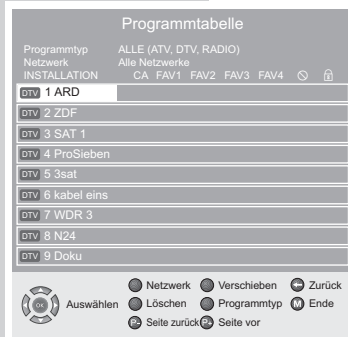 Programmtabelle
Programmtyp ALLE (ATV, DTV, RADIO)
Netzwerk Alle Netzwerke
INSTALLATION CA FAV1 FAV2 FAV3 FAV4
DTV 1 ARD
DTV 2 ZDF
DTV 3 SAT 1
DTV 4 ProSieben
DTV 5 3sat
DTV 6 kabel eins
DTV 7 WDR 3
DTV 8 N24
DTV 9 Doku
Netzwerk Verschieben Zurück
OK Auswählen Löschen Programmtyp M Ende
P- Seite zurück P+ Seite vor